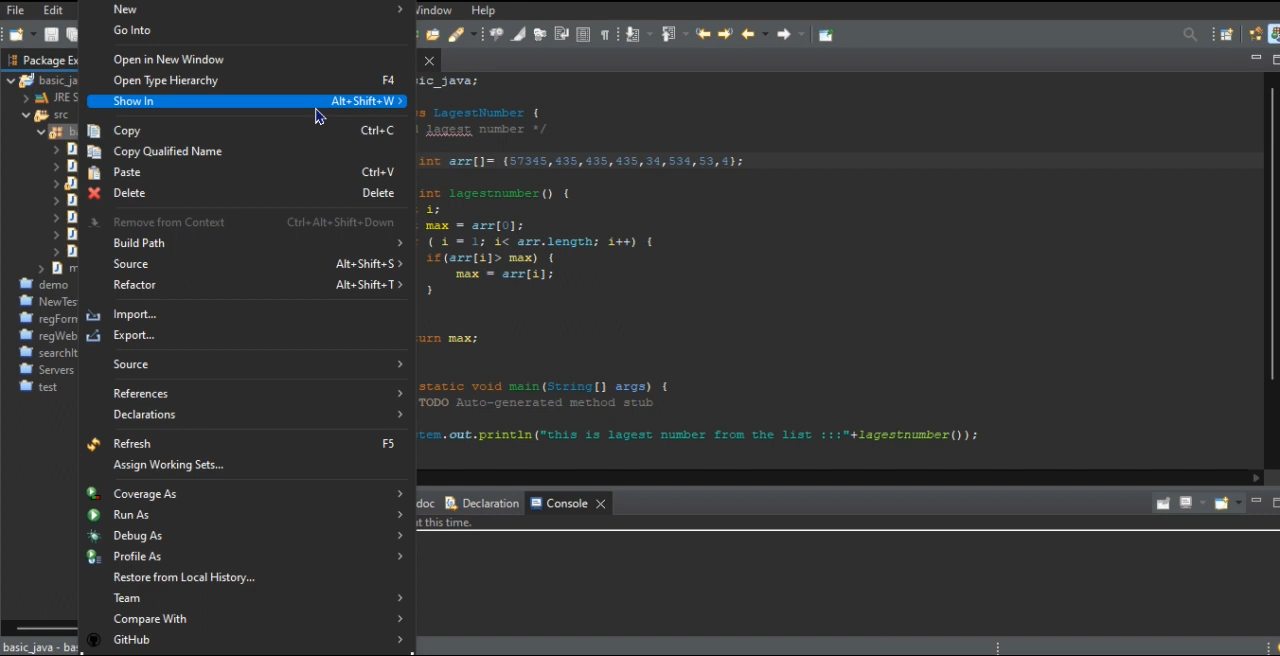 File Edit Window Help
New
Go Into
Open in New Window
Open Type Hierarchy F4
Show In Alt+Shift+W
Copy Ctrl+C
Copy Qualified Name
Paste Ctrl+V
Delete Delete
Remove from Context Ctrl+Alt+Shift+Down
Build Path
Source Alt+Shift+S
Refactor Alt+Shift+T
Import...
Export...
Source
References
Declarations
Refresh F5
Assign Working Sets...
Coverage As
Run As
Debug As
Profile As
Restore from Local History...
Team
Compare With
GitHub
Package Ex
basic_ja
JRE S
src
ba
m
demo
NewTes
regForm
regWeb
searchIt
Servers
test
basic_java - bas
ic_java;
s LagestNumber {
lagest number */
int arr[]= {57345,435,435,435,34,534,53,4};
int lagestnumber() {
i;
max = arr[0];
( i = 1; i< arr.length; i++) {
if(arr[i]> max) {
max = arr[i];
}
urn max;
static void main(String[] args) {
TODO Auto-generated method stub
tem.out.println("this is lagest number from the list :::"+lagestnumber());
doc Declaration Console
at this time.